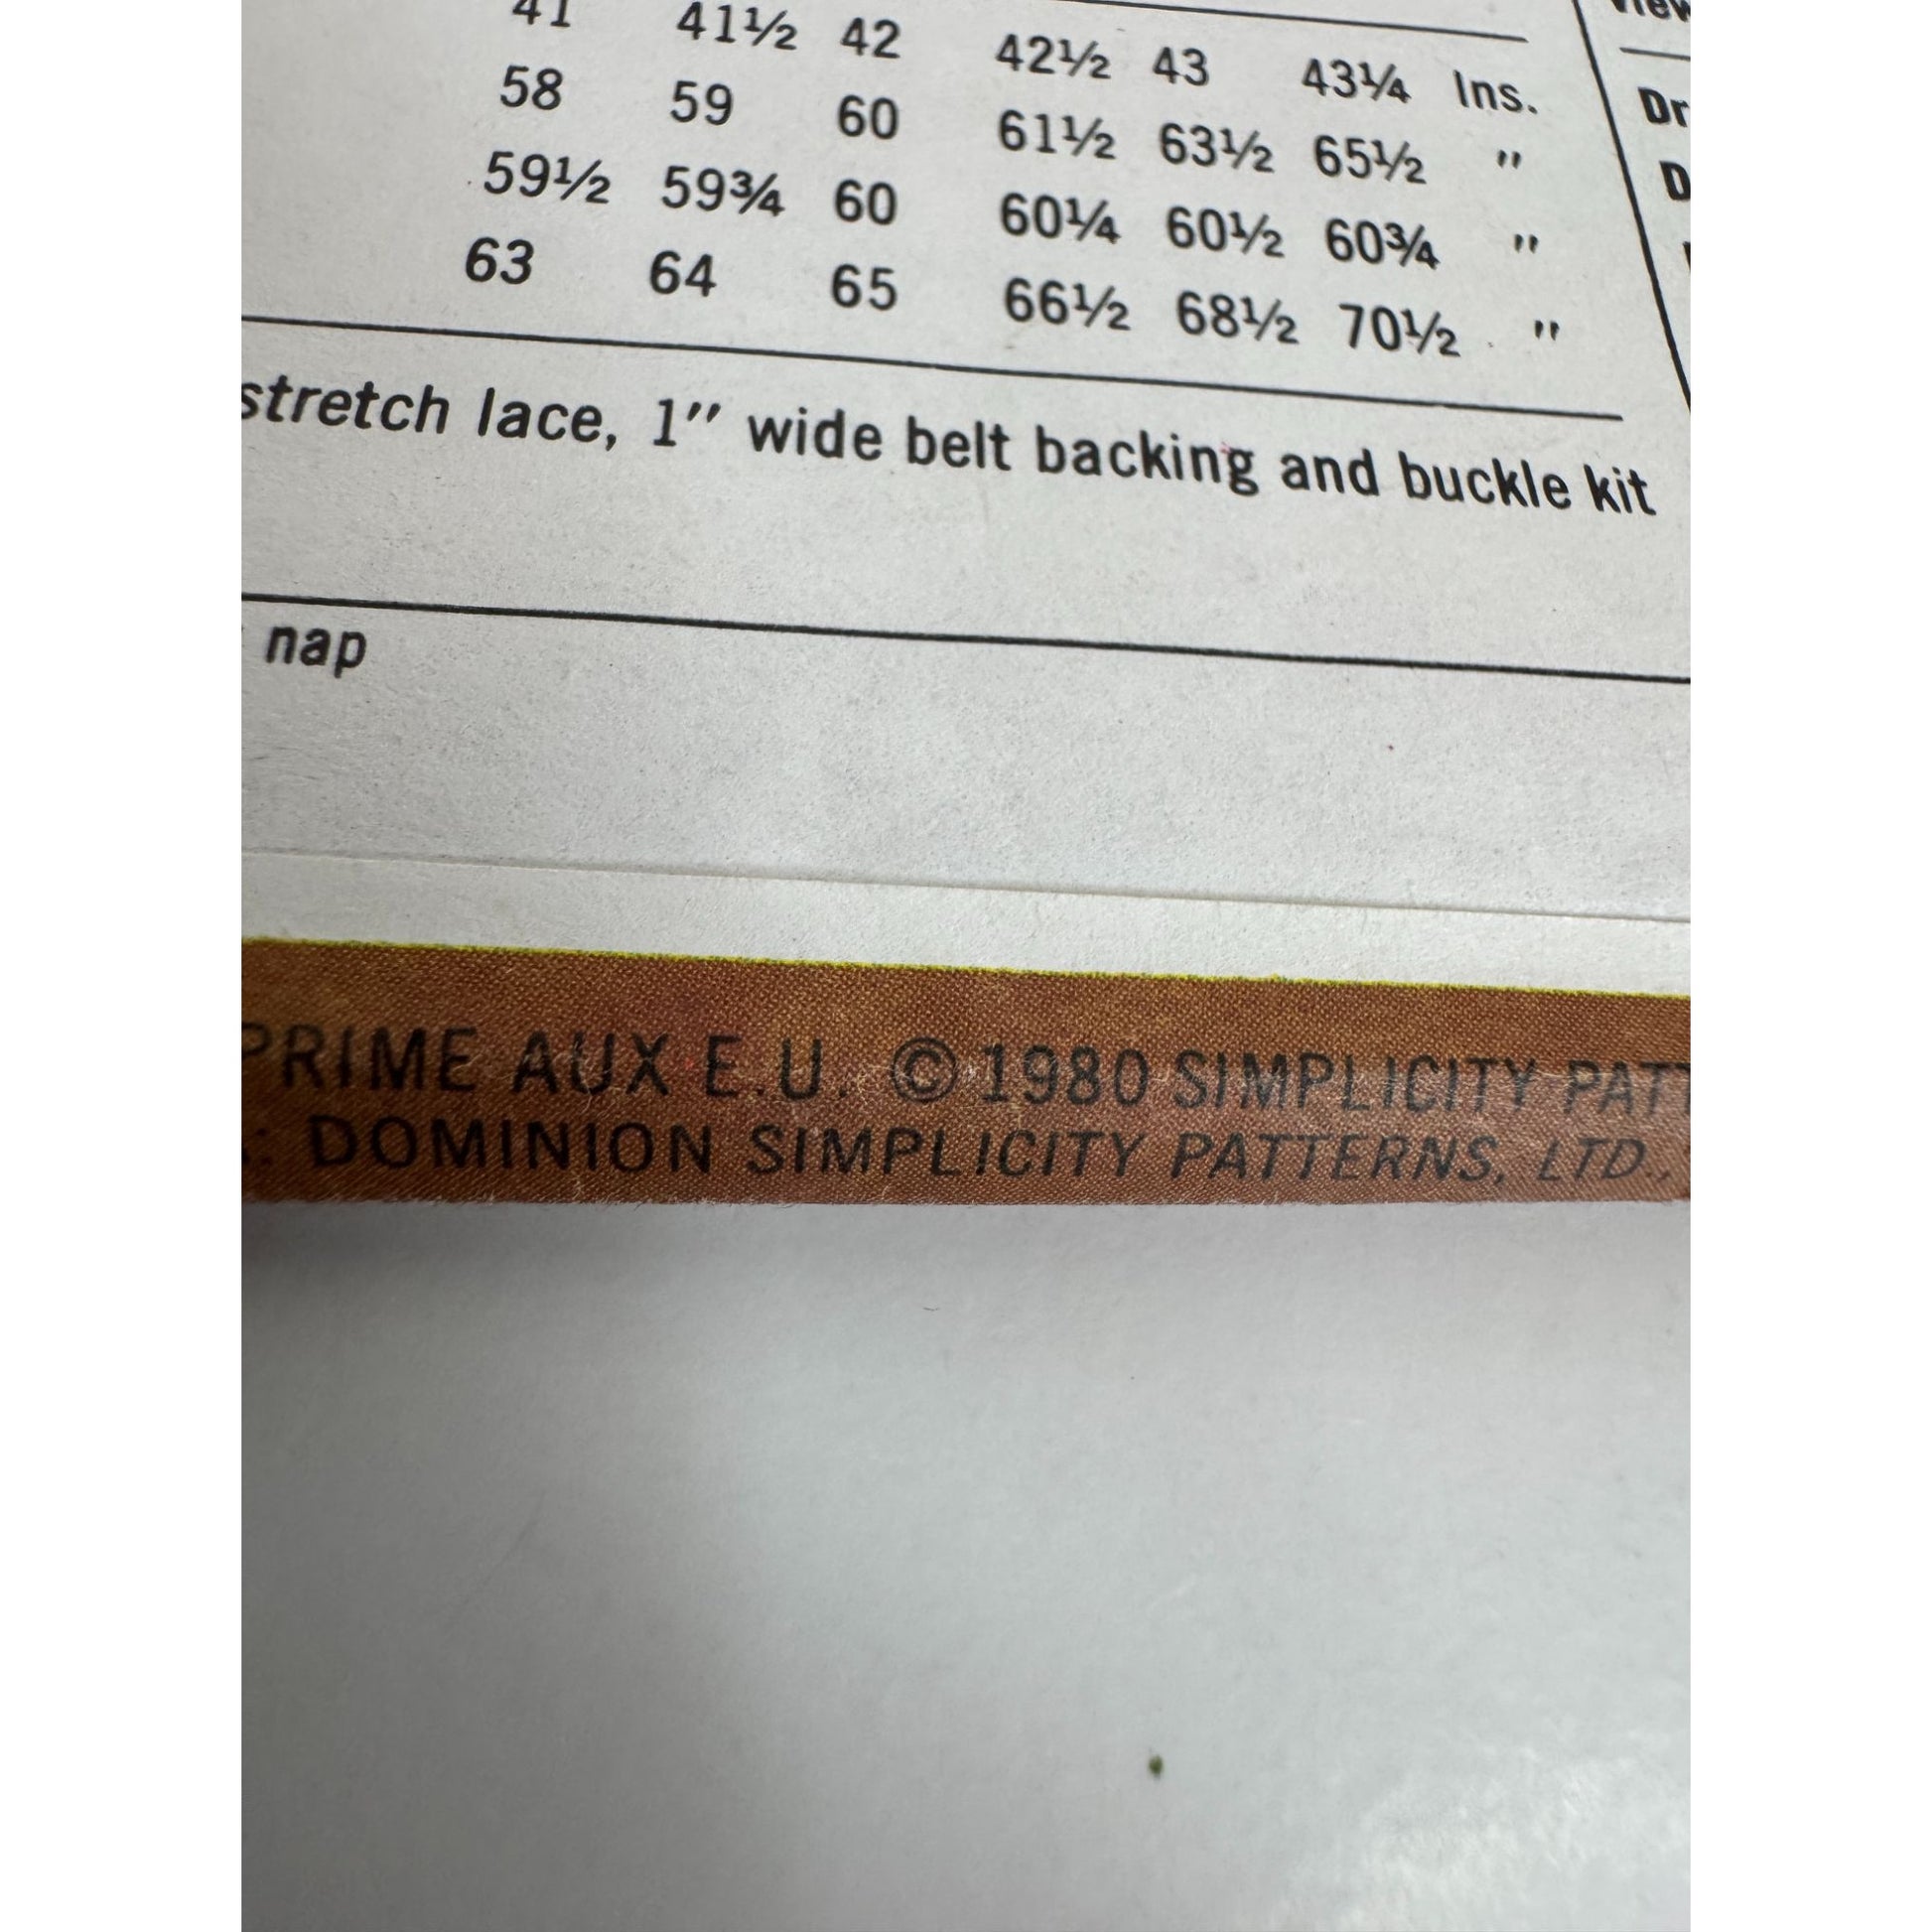 41 41½ 42 42½ 43 43¼ Ins.
58 59 60 61½ 63½ 65½ "
59½ 59¾ 60 60¼ 60½ 60¾ "
63 64 65 66½ 68½ 70½ "
stretch lace, 1" wide belt backing and buckle kit
nap
View
Dr
D
PRIME AUX E.U. © 1980 SIMPLICITY PATT
: DOMINION SIMPLICITY PATTERNS, LTD.,